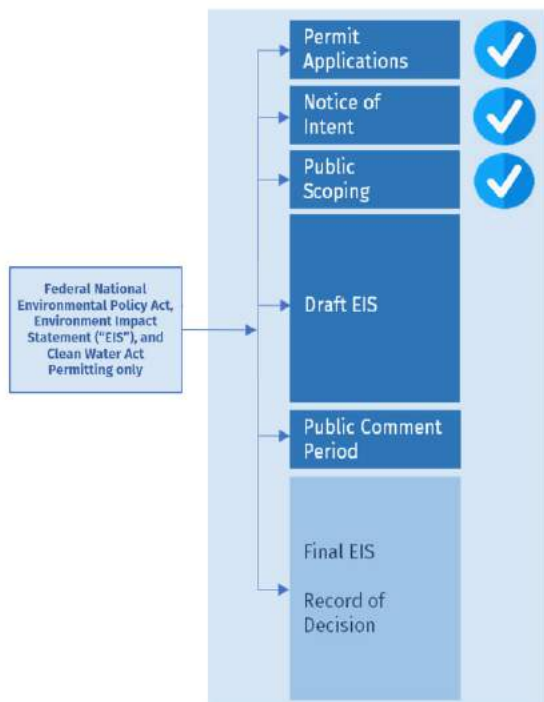 Permit
Applications
Notice of
Intent
Public
Scoping
Federal National
Environmental Policy Act,
Environment Impact
Statement ("EIS"), and
Clean Water Act
Permitting only
Draft EIS
Public Comment
Period
Final EIS
Record of
Decision